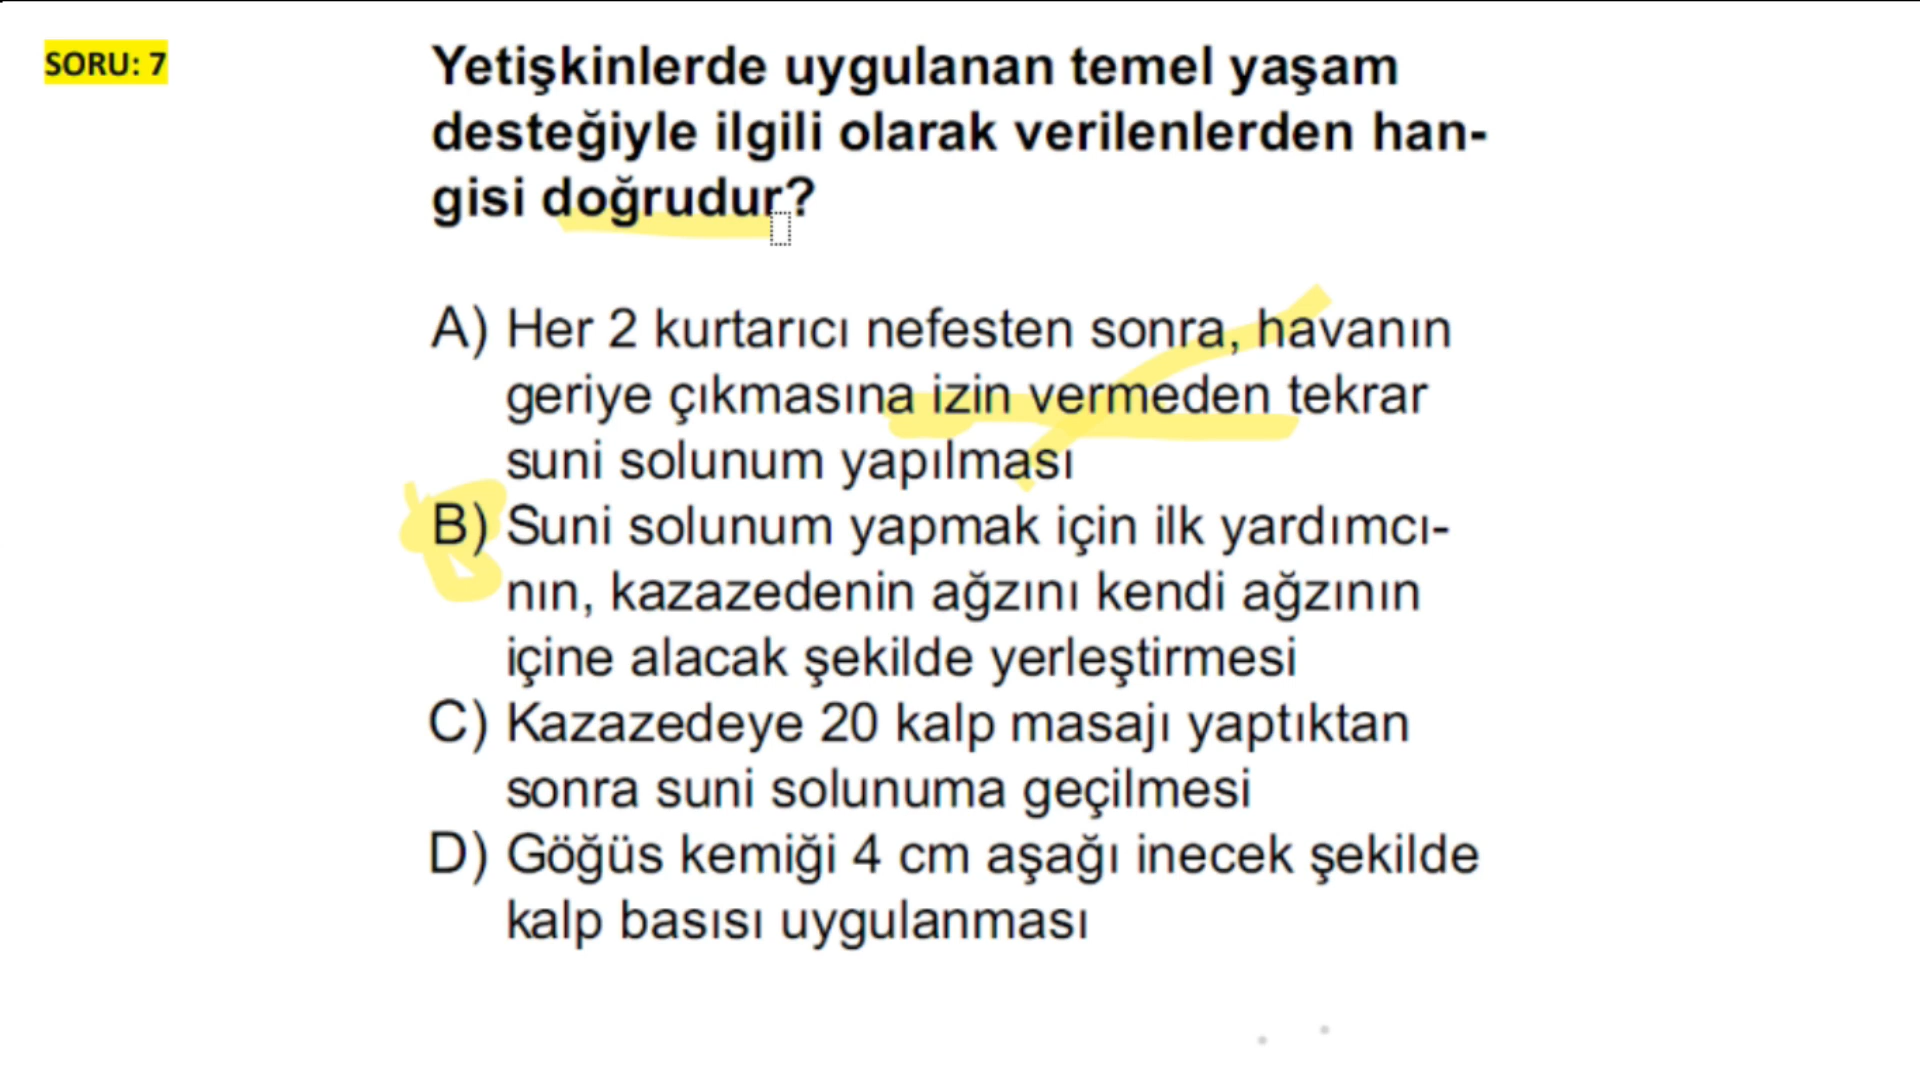 SORU: 7
Yetişkinlerde uygulanan temel yaşam
desteğiyle ilgili olarak verilenlerden han-
gisi doğrudur?
A) Her 2 kurtarıcı nefesten sonra, havanın
geriye çıkmasına izin vermeden tekrar
suni solunum yapılması
B) Suni solunum yapmak için ilk yardımcı-
nın, kazazedenin ağzını kendi ağzının
içine alacak şekilde yerleştirmesi
C) Kazazedeye 20 kalp masajı yaptıktan
sonra suni solunuma geçilmesi
D) Göğüs kemiği 4 cm aşağı inecek şekilde
kalp basısı uygulanması